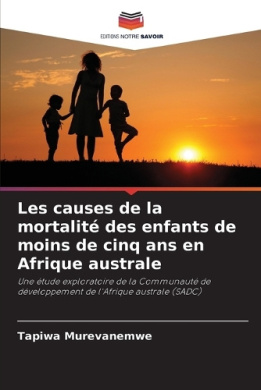 EDITIONS NOTRE SAVOIR
Les causes de la
mortalité des enfants de
moins de cinq ans en
Afrique australe
Une étude exploratoire de la Communauté de
développement de l'Afrique australe (SADC)
Tapiwa Murevanemwe